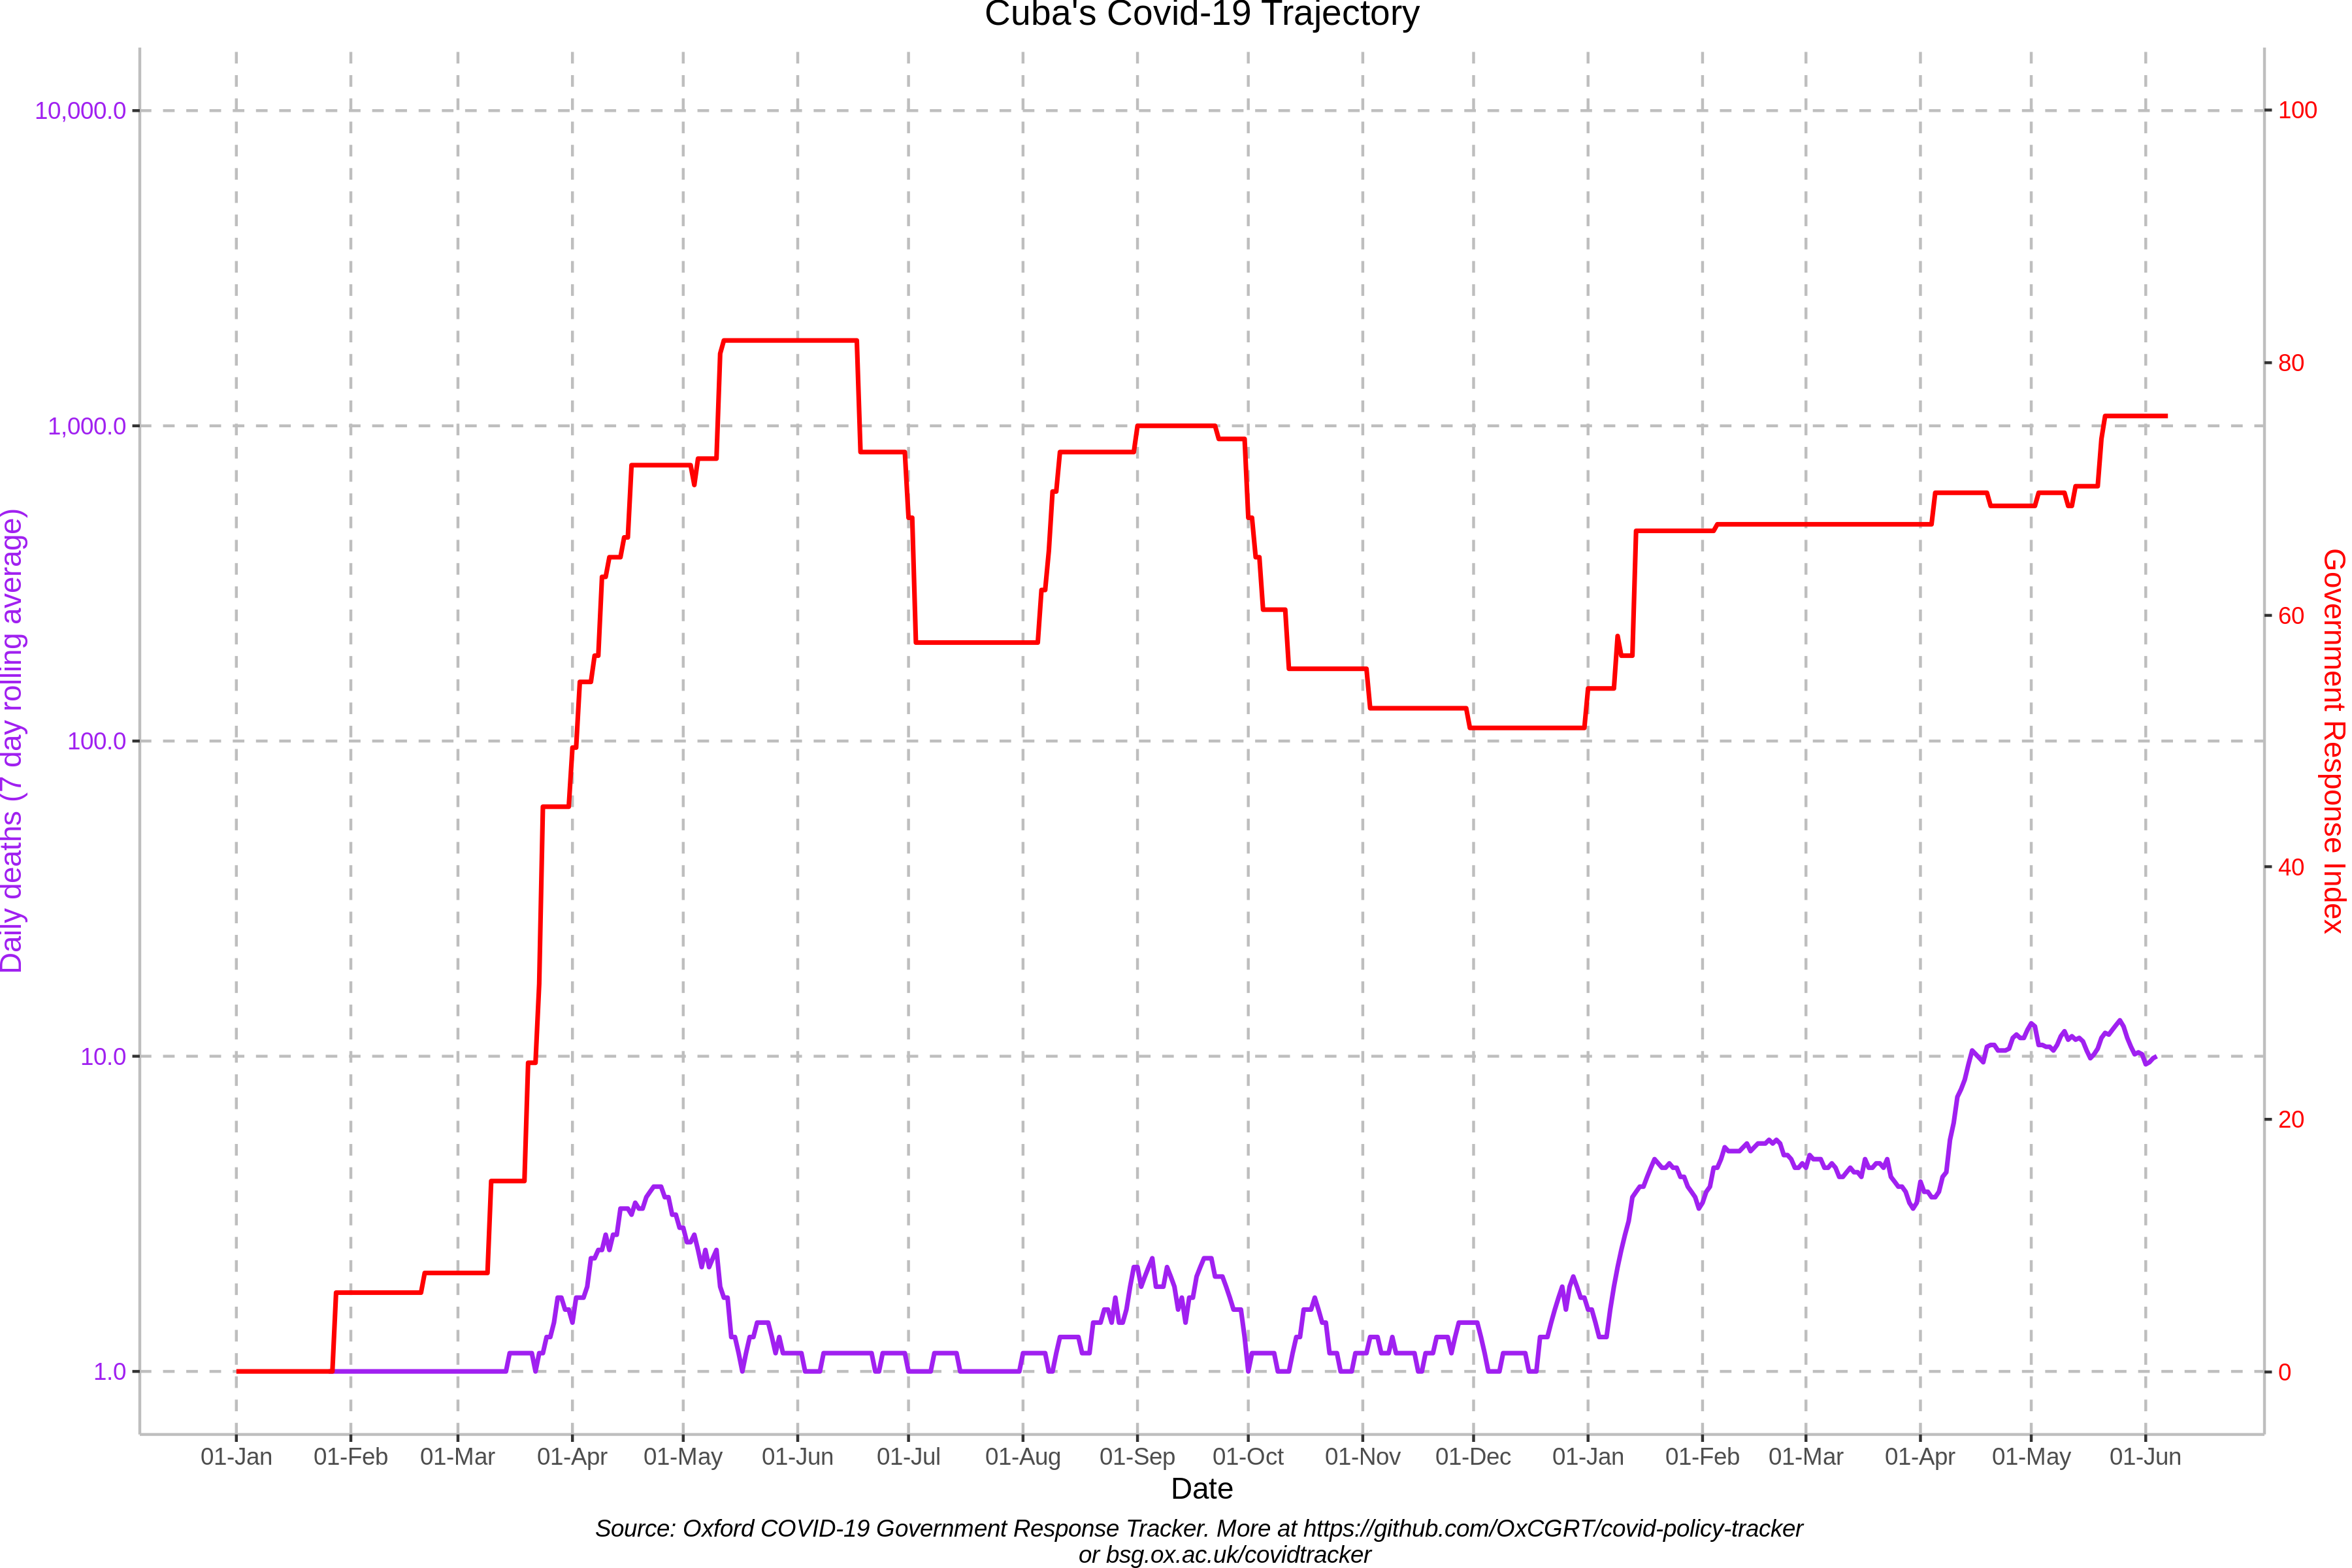 Cuba's Covid-19 Trajectory
10,000.0
1,000.0
100.0
10.0
1.0
Daily deaths (7 day rolling average)
100
80
60
40
20
0
Government Response Index
01-Jan 01-Feb 01-Mar 01-Apr 01-May 01-Jun 01-Jul 01-Aug 01-Sep 01-Oct 01-Nov 01-Dec 01-Jan 01-Feb 01-Mar 01-Apr 01-May 01-Jun
Date
Source: Oxford COVID-19 Government Response Tracker. More at https://github.com/OxCGRT/covid-policy-tracker
or bsg.ox.ac.uk/covidtracker